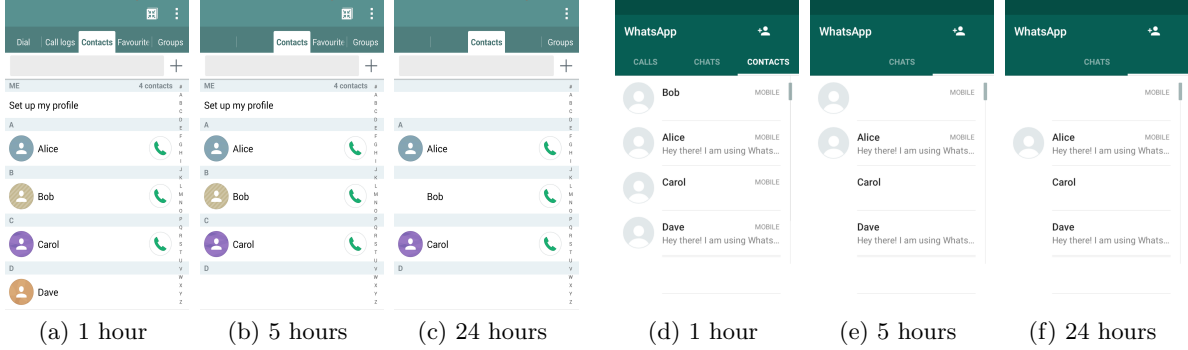 Dial Call logs Contacts Favourite Groups
ME 4 contacts
Set up my profile
A
Alice
B
Bob
C
Carol
D
Dave
#
A
B
C
D
E
F
G
H
I
J
K
L
M
N
O
P
Q
R
S
T
U
V
W
X
Y
Z
(a) 1 hour
Contacts Favourite Groups
ME 4 contacts
Set up my profile
A
Alice
B
Bob
C
Carol
D
#
A
B
C
D
E
F
G
H
I
J
K
L
M
N
O
P
Q
R
S
T
U
V
W
X
Y
Z
(b) 5 hours
Contacts Groups
A
Alice
Bob
Carol
D
#
A
B
C
D
E
F
G
H
I
J
K
L
M
N
O
P
Q
R
S
T
U
V
W
X
Y
Z
(c) 24 hours
WhatsApp
CALLS CHATS CONTACTS
Bob MOBILE
Alice MOBILE
Hey there! I am using Whats...
Carol MOBILE
Dave MOBILE
Hey there! I am using Whats...
(d) 1 hour
WhatsApp
CHATS
MOBILE
Alice MOBILE
Hey there! I am using Whats...
Carol
Dave
Hey there! I am using Whats...
(e) 5 hours
WhatsApp
CHATS
MOBILE
Alice MOBILE
Hey there! I am using Whats...
Carol
Dave
Hey there! I am using Whats...
(f) 24 hours